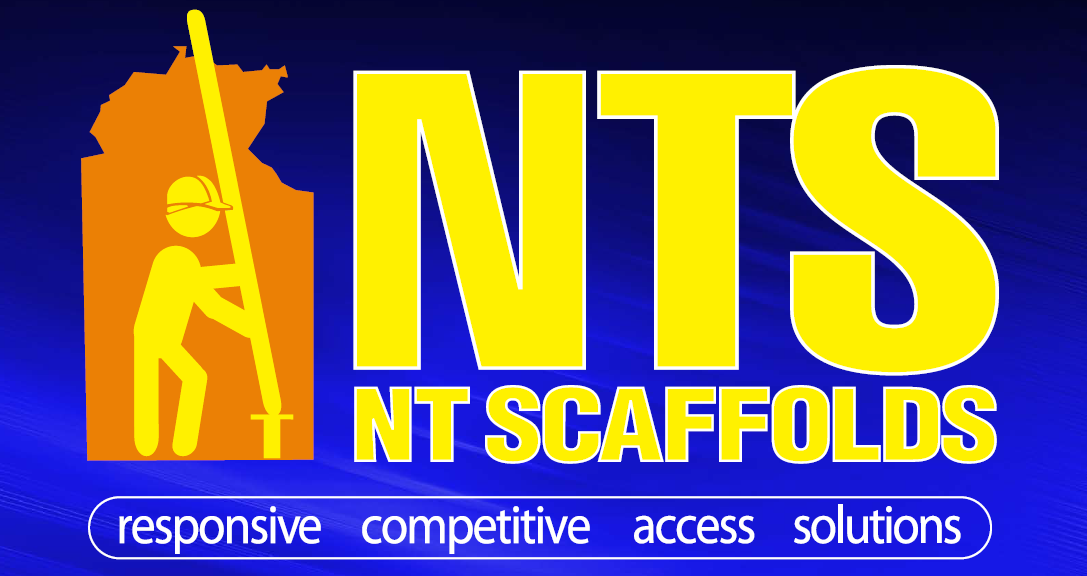 NTS
NT SCAFFOLDS
responsive competitive access solutions